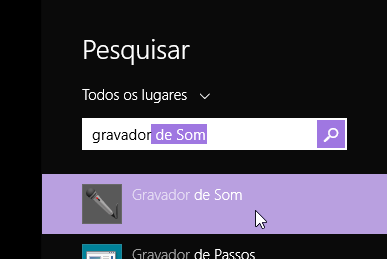 Pesquisar
Todos os lugares
gravador de Som
Gravador de Som
Gravador de Passos